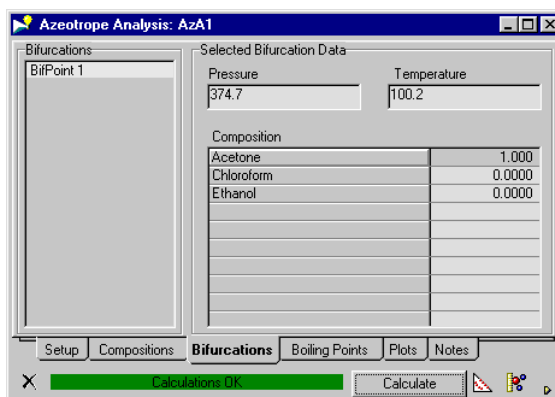 Azeotrope Analysis: AzA1
Bifurcations
BifPoint 1
Selected Bifurcation Data
Pressure Temperature
374.7 100.2
Composition
Acetone 1.000
Chloroform 0.0000
Ethanol 0.0000
Setup Compositions Bifurcations Boiling Points Plots Notes
Calculations OK Calculate